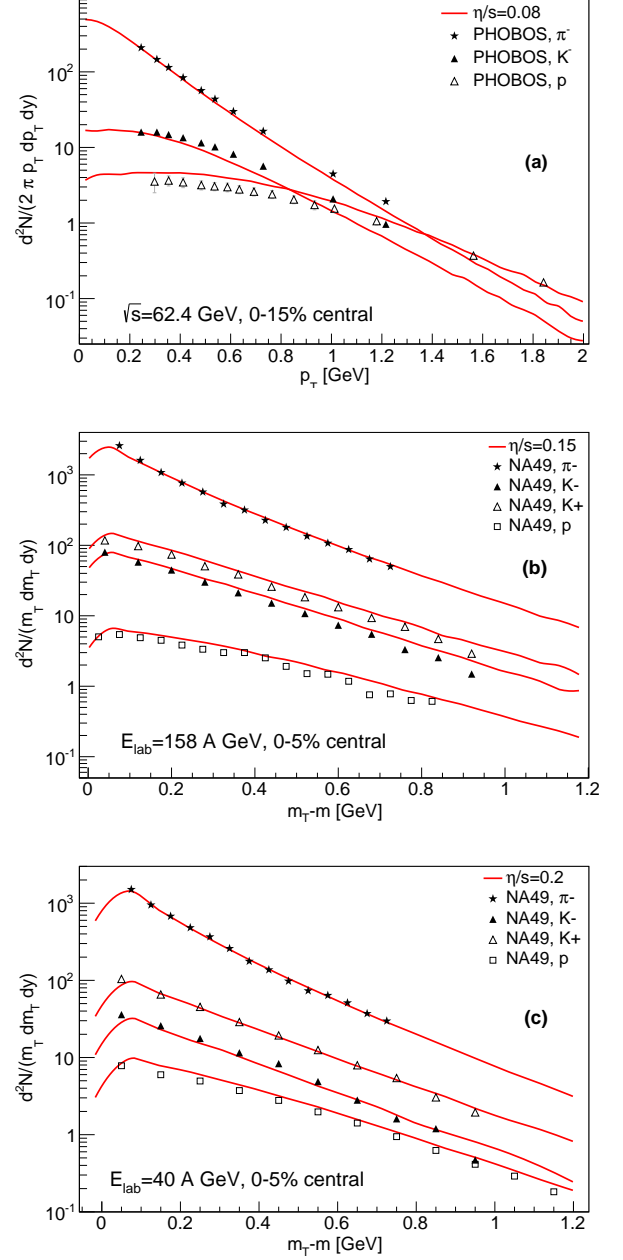 η/s=0.08
PHOBOS, π⁻
PHOBOS, K⁻
PHOBOS, p
(a)
√s=62.4 GeV, 0-15% central
d²N/(2 π p_T dp_T dy)
10²
10
1
10⁻¹
0 0.2 0.4 0.6 0.8 1 1.2 1.4 1.6 1.8 2
p_T [GeV]
η/s=0.15
NA49, π-
NA49, K-
NA49, K+
NA49, p
(b)
E_lab=158 A GeV, 0-5% central
d²N/(m_T dm_T dy)
10³
10²
10
1
10⁻¹
0 0.2 0.4 0.6 0.8 1 1.2
m_T-m [GeV]
η/s=0.2
NA49, π-
NA49, K-
NA49, K+
NA49, p
(c)
E_lab=40 A GeV, 0-5% central
d²N/(m_T dm_T dy)
10³
10²
10
1
10⁻¹
0 0.2 0.4 0.6 0.8 1 1.2
m_T-m [GeV]